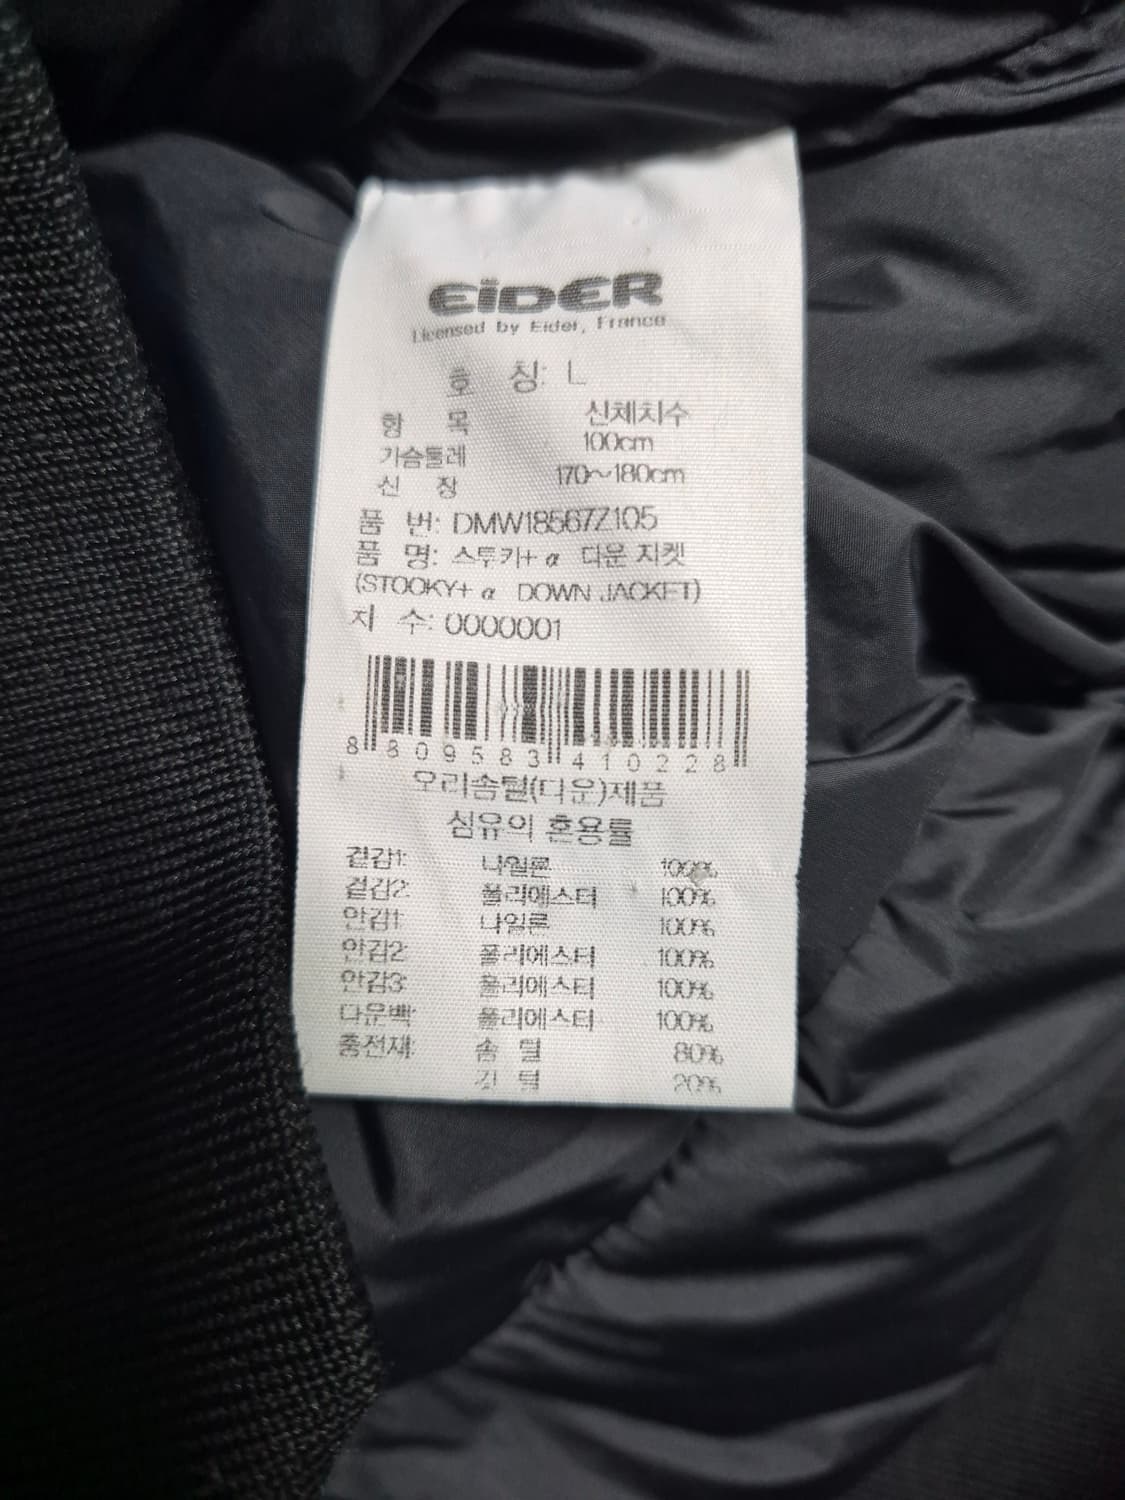 EiDER
Licensed by Eider, France
호 칭: L
항 목 신체치수
가슴둘레 100cm
신 장 170~180cm
품 번: DMW18567Z105
품 명: 스투키+ α 다운 자켓
(STOOKY+ α DOWN JACKET)
치 수: 0000001
8 809583 410228
오리솜털(다운)제품
섬유의 혼용률
겉감1: 나일론 100%
겉감2: 폴리에스터 100%
안감1: 나일론 100%
안감2: 폴리에스터 100%
안감3: 폴리에스터 100%
다운백: 폴리에스터 100%
충전재: 솜 털 80%
깃 털 20%